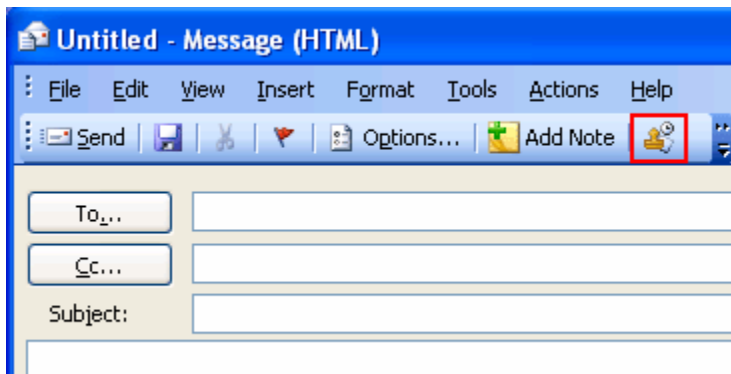 Untitled - Message (HTML)
File Edit View Insert Format Tools Actions Help
Send Options... Add Note
To...
Cc...
Subject: